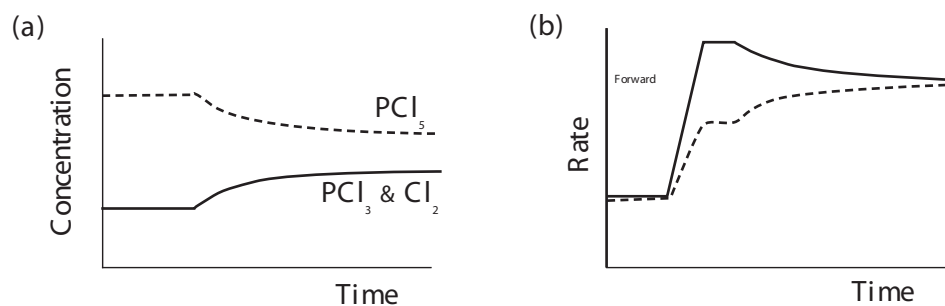 (a)
Concentration
PCl₅
PCl₃ & Cl₂
Time
(b)
Rate
Forward
Time